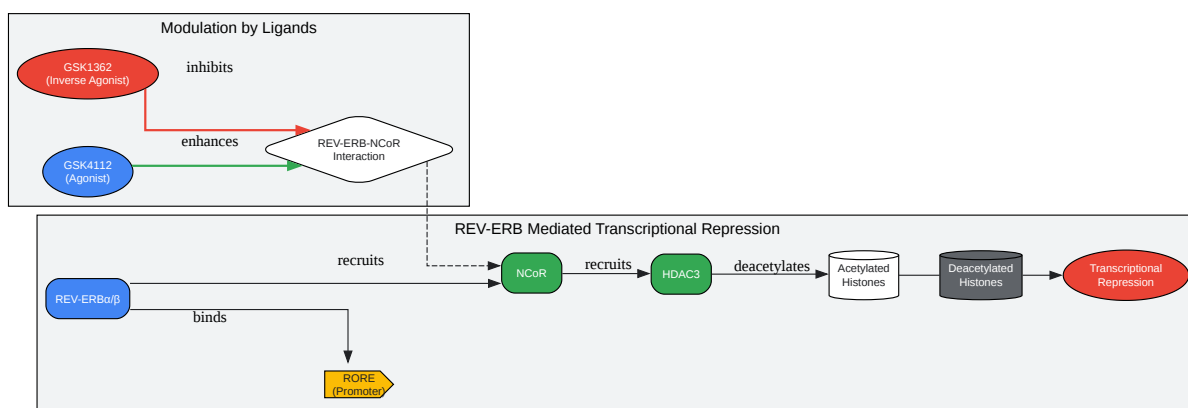 Modulation by Ligands
GSK1362
(Inverse Agonist)
inhibits
enhances
REV-ERB-NCoR
Interaction
GSK4112
(Agonist)
REV-ERB Mediated Transcriptional Repression
recruits
NCoR
recruits
HDAC3
deacetylates
Acetylated
Histones
Deacetylated
Histones
Transcriptional
Repression
REV-ERBα/β
binds
RORE
(Promoter)